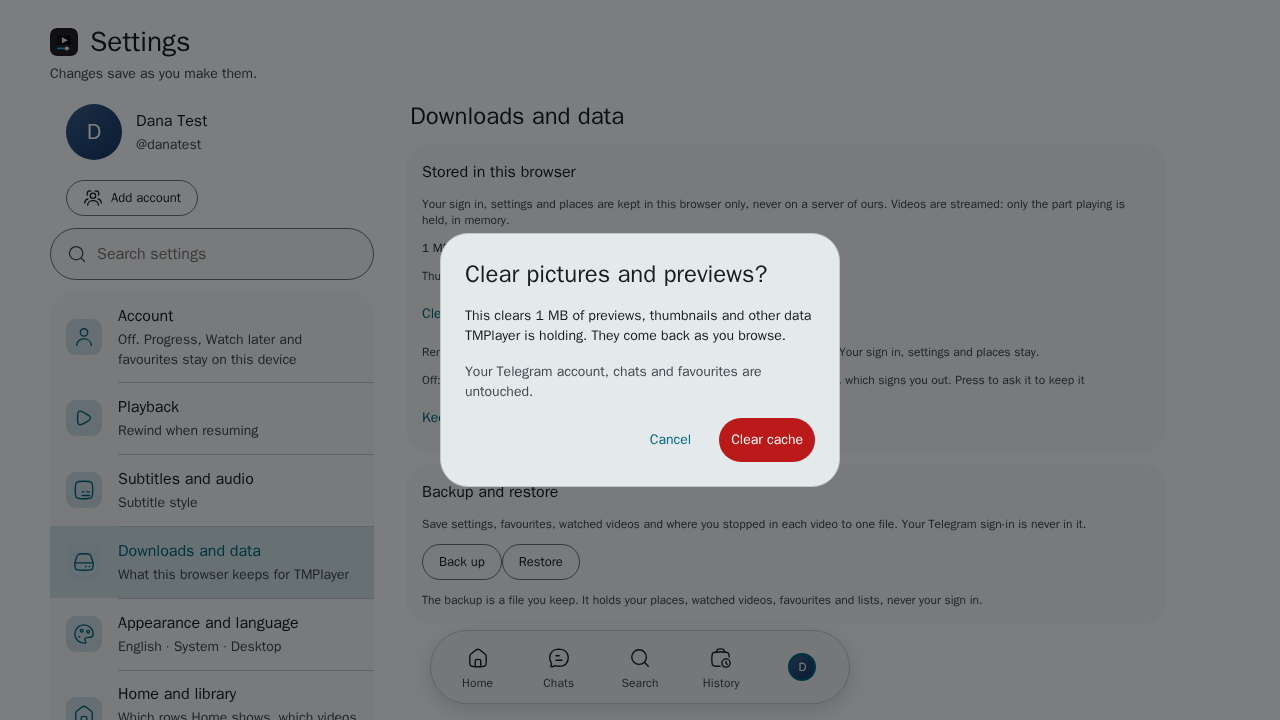 Settings
Changes save as you make them.
D
Dana Test
@danatest
Add account
Search settings
Account
Off. Progress, Watch later and
favourites stay on this device
Playback
Rewind when resuming
Subtitles and audio
Subtitle style
Downloads and data
What this browser keeps for TMPlayer
Appearance and language
English · System · Desktop
Home and library
Which rows Home shows, which videos
Downloads and data
Stored in this browser
Your sign in, settings and places are kept in this browser only, never on a server of ours. Videos are streamed: only the part playing is
held, in memory.
1
Your sign in, settings and places stay.
Off:
which signs you out. Press to ask it to keep it
Clear pictures and previews?
This clears 1 MB of previews, thumbnails and other data
TMPlayer is holding. They come back as you browse.
Your Telegram account, chats and favourites are
untouched.
Cancel
Clear cache
Backup and restore
Save settings, favourites, watched videos and where you stopped in each video to one file. Your Telegram sign-in is never in it.
Back up
Restore
The backup is a file you keep. It holds your places, watched videos, favourites and lists, never your sign in.
Home
Chats
Search
History
D